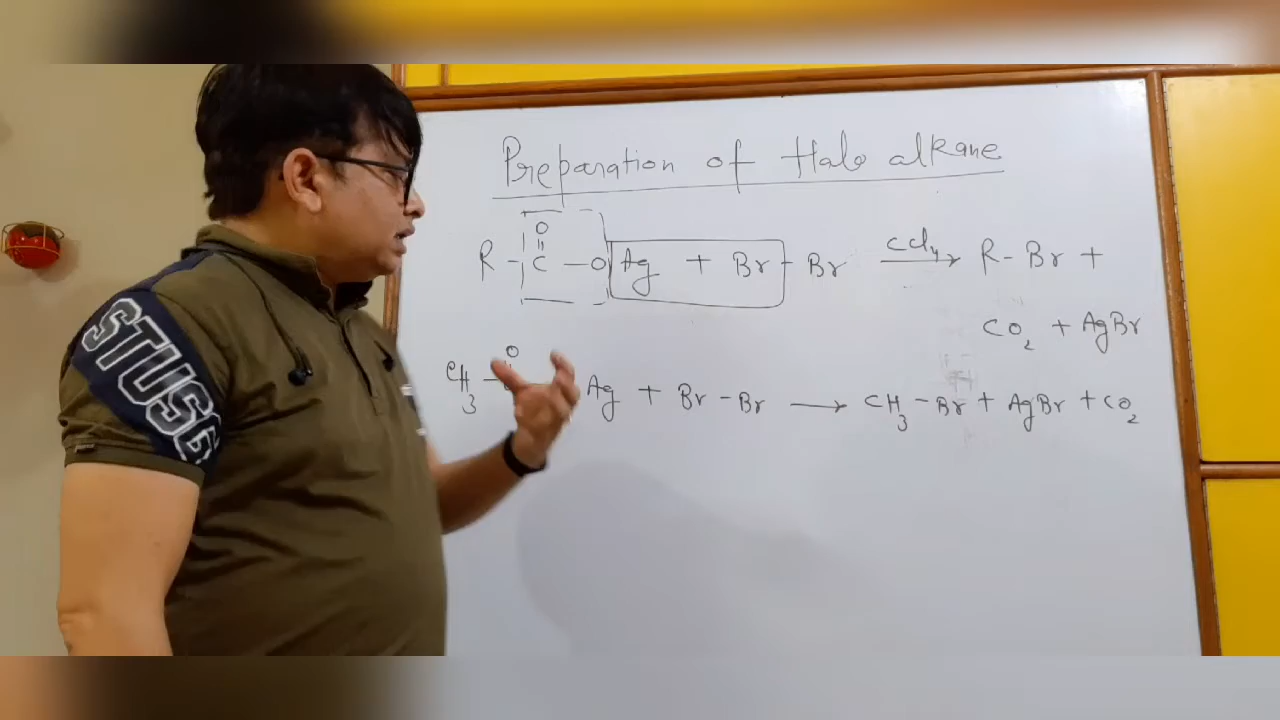 Preparation of Halo alkane
O
R - C - O Ag + Br - Br CCl4 → R - Br +
CO2 + AgBr
O
CH3 - Ag + Br - Br → CH3 - Br + AgBr + CO2
STUSG